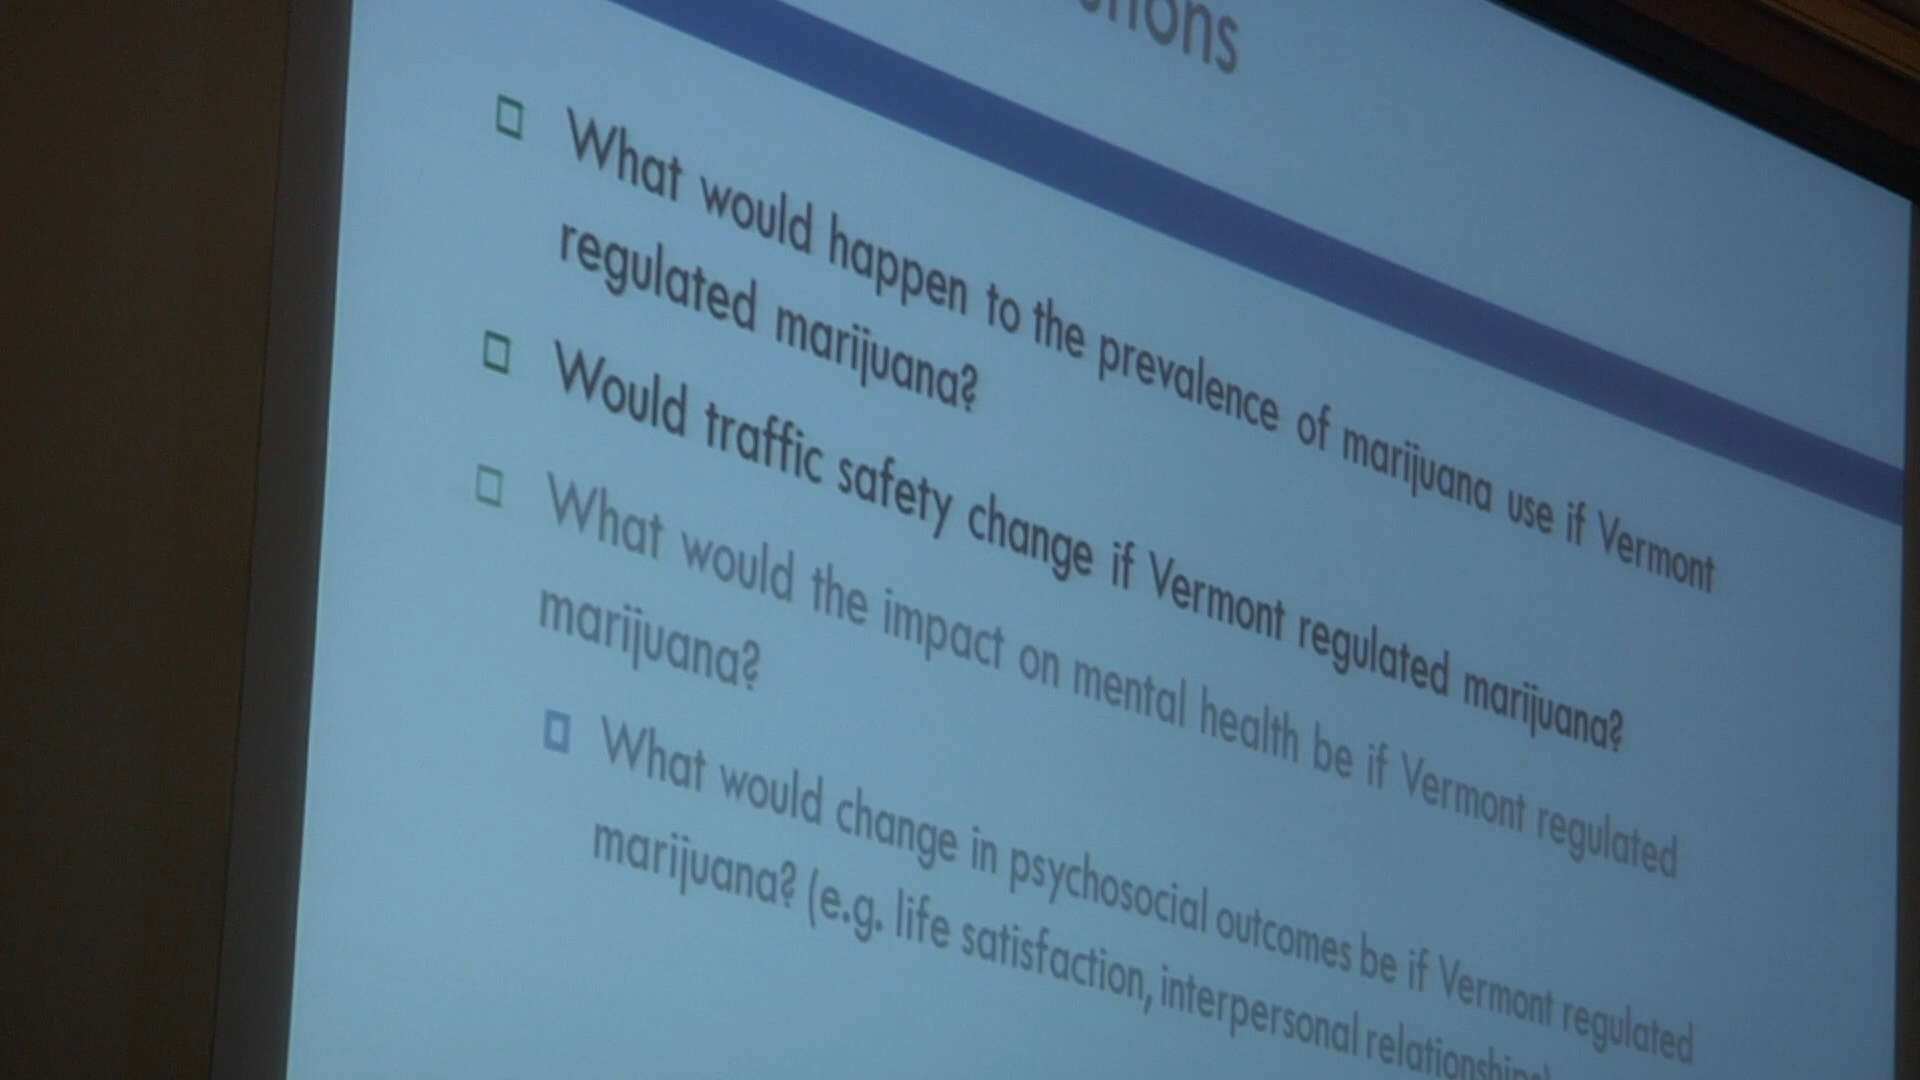 What would happen to the prevalence of marijuana use if Vermont
regulated marijuana?
Would traffic safety change if Vermont regulated marijuana?
What would the impact on mental health be if Vermont regulated
marijuana?
What would change in psychosocial outcomes be if Vermont regulated
marijuana? (e.g. life satisfaction, interpersonal relationships)